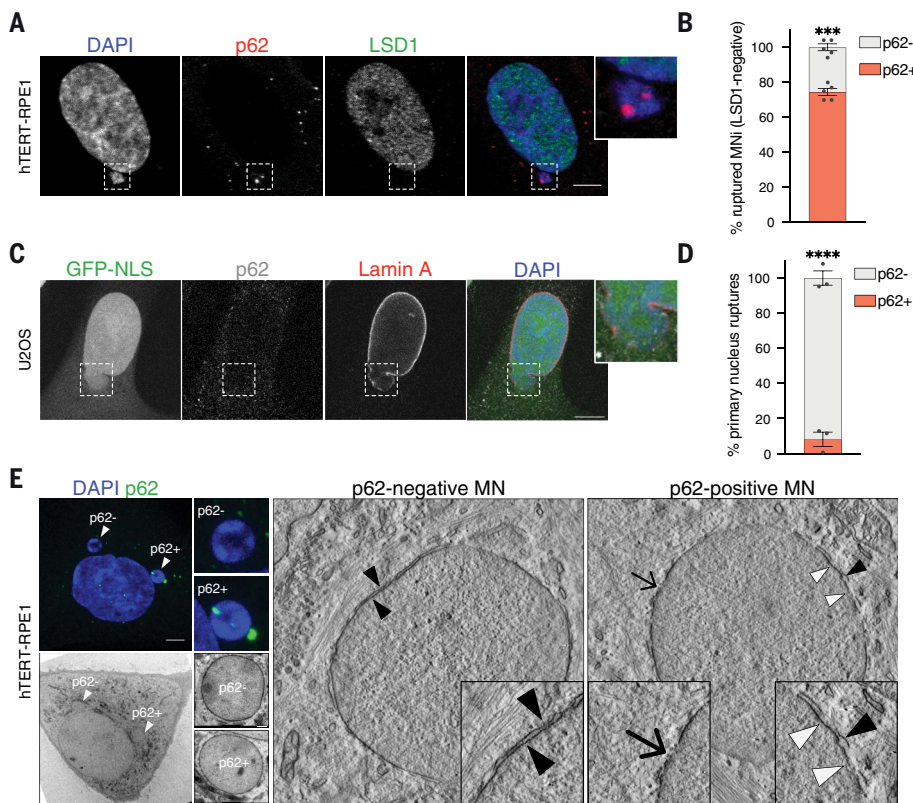 A
DAPI
p62
LSD1
hTERT-RPE1
B
***
p62-
p62+
% ruptured MNi (LSD1-negative)
100
80
60
40
20
0
C
GFP-NLS
p62
Lamin A
DAPI
U2OS
D
****
p62-
p62+
% primary nucleus ruptures
100
80
60
40
20
0
E
hTERT-RPE1
DAPI p62
p62-
p62+
p62-
p62+
p62-
p62+
p62-
p62+
p62-negative MN
p62-positive MN